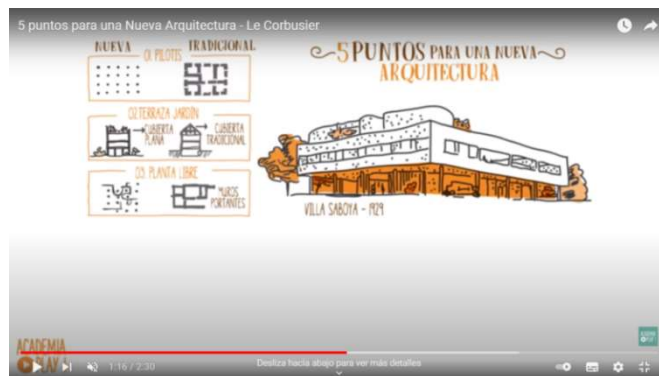 5 puntos para una Nueva Arquitectura - Le Corbusier
NUEVA
TRADICIONAL
01 PILOTIS
02.TERRAZA JARDÍN
CUBIERTA
PLANA
CUBIERTA
TRADICIONAL
03. PLANTA LIBRE
MUROS
PORTANTES
5 PUNTOS PARA UNA NUEVA
ARQUITECTURA
VILLA SABOYA - 1929
ACADEMIA
PLAY
1:16 / 2:30
Desliza hacia abajo para ver más detalles